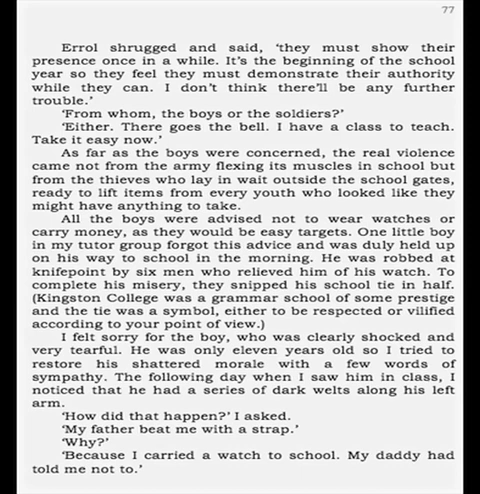 77
Errol shrugged and said, ‘they must show their
presence once in a while. It’s the beginning of the school
year so they feel they must demonstrate their authority
while they can. I don’t think there’ll be any further
trouble.’
‘From whom, the boys or the soldiers?’
‘Either. There goes the bell. I have a class to teach.
Take it easy now.’
As far as the boys were concerned, the real violence
came not from the army flexing its muscles in school but
from the thieves who lay in wait outside the school gates,
ready to lift items from every youth who looked like they
might have anything to take.
All the boys were advised not to wear watches or
carry money, as they would be easy targets. One little boy
in my tutor group forgot this advice and was duly held up
on his way to school in the morning. He was robbed at
knifepoint by six men who relieved him of his watch. To
complete his misery, they snipped his school tie in half.
(Kingston College was a grammar school of some prestige
and the tie was a symbol, either to be respected or vilified
according to your point of view.)
I felt sorry for the boy, who was clearly shocked and
very tearful. He was only eleven years old so I tried to
restore his shattered morale with a few words of
sympathy. The following day when I saw him in class, I
noticed that he had a series of dark welts along his left
arm.
‘How did that happen?’ I asked.
‘My father beat me with a strap.’
‘Why?’
‘Because I carried a watch to school. My daddy had
told me not to.’